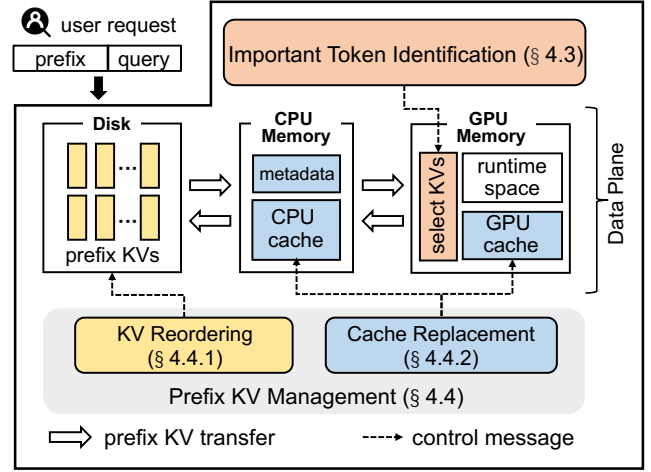 user request
prefix query
Important Token Identification (§ 4.3)
Disk
... 
...
prefix KVs
CPU
Memory
metadata
CPU
cache
GPU
Memory
select KVs
runtime
space
GPU
cache
Data Plane
KV Reordering
(§ 4.4.1)
Cache Replacement
(§ 4.4.2)
Prefix KV Management (§ 4.4)
prefix KV transfer
control message